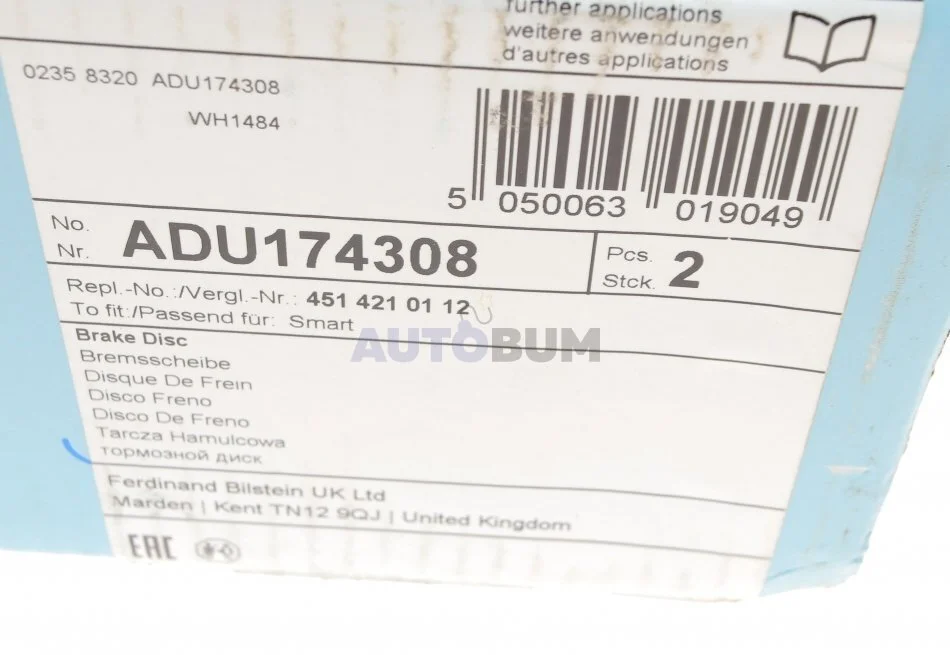 further applications
weitere anwendungen
d'autres applications
0235 8320 ADU174308
WH1484
5 050063 019049
No.
Nr. ADU174308
Pcs.
Stck. 2
Repl.-No.:/Vergl.-Nr.: 451 421 01 12
To fit:/Passend für: Smart
AUTOBUM
Brake Disc
Bremsscheibe
Disque De Frein
Disco Freno
Disco De Freno
Tarcza Hamulcowa
тормозной диск
Ferdinand Bilstein UK Ltd
Marden | Kent TN12 9QJ | United Kingdom
EAC